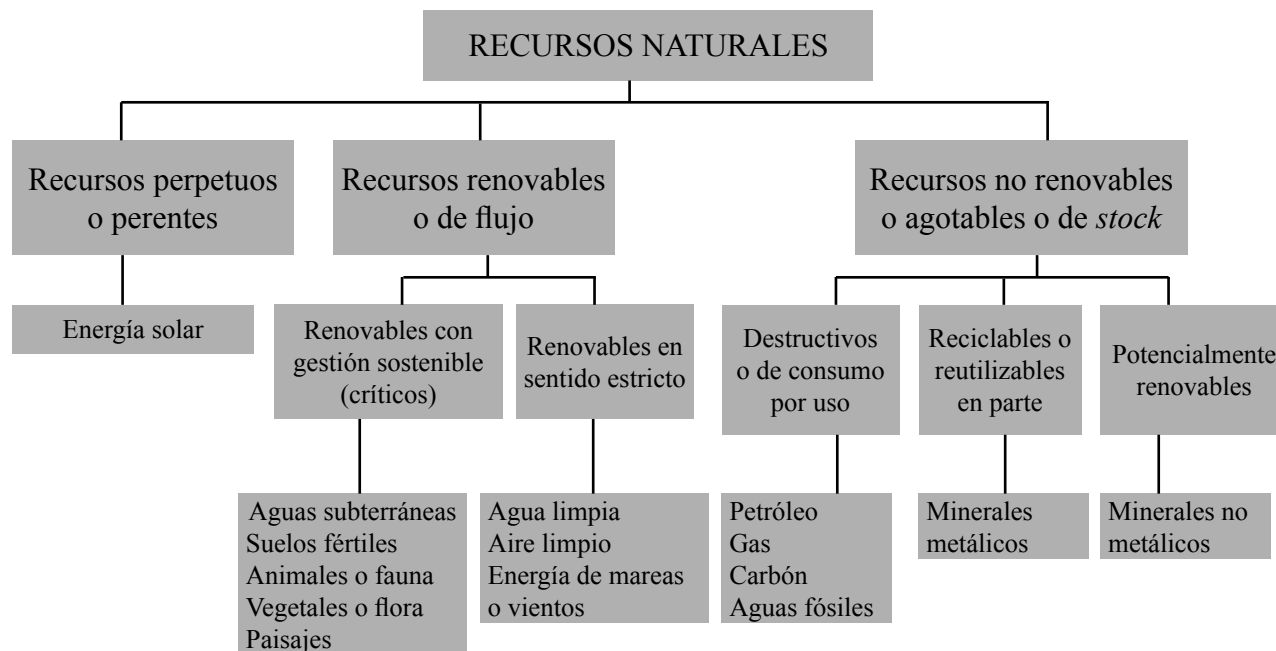 RECURSOS NATURALES
Recursos perpetuos
o perentes
Recursos renovables
o de flujo
Recursos no renovables
o agotables o de stock
Energía solar
Renovables con
gestión sostenible
(críticos)
Renovables en
sentido estricto
Destructivos
o de consumo
por uso
Reciclables o
reutilizables
en parte
Potencialmente
renovables
Aguas subterráneas
Suelos fértiles
Animales o fauna
Vegetales o flora
Paisajes
Agua limpia
Aire limpio
Energía de mareas
o vientos
Petróleo
Gas
Carbón
Aguas fósiles
Minerales
metálicos
Minerales no
metálicos